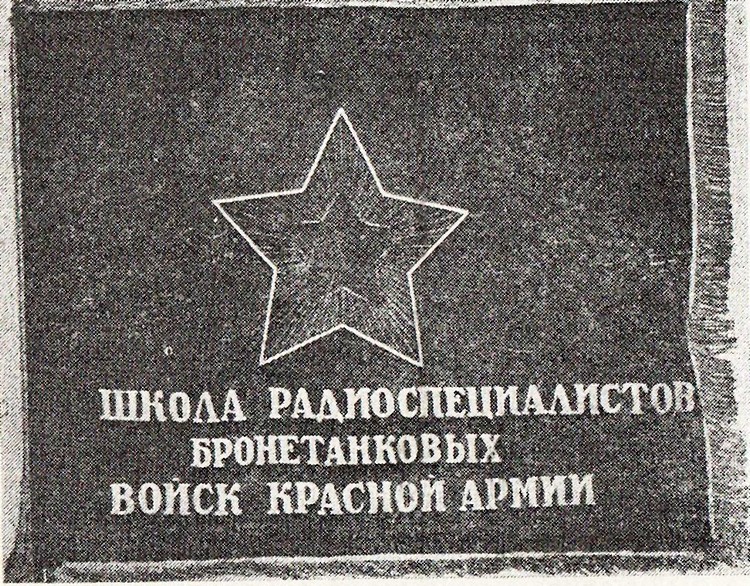 ШКОЛА РАДИОСПЕЦИАЛИСТОВ
БРОНЕТАНКОВЫХ
ВОЙСК КРАСНОЙ АРМИИ